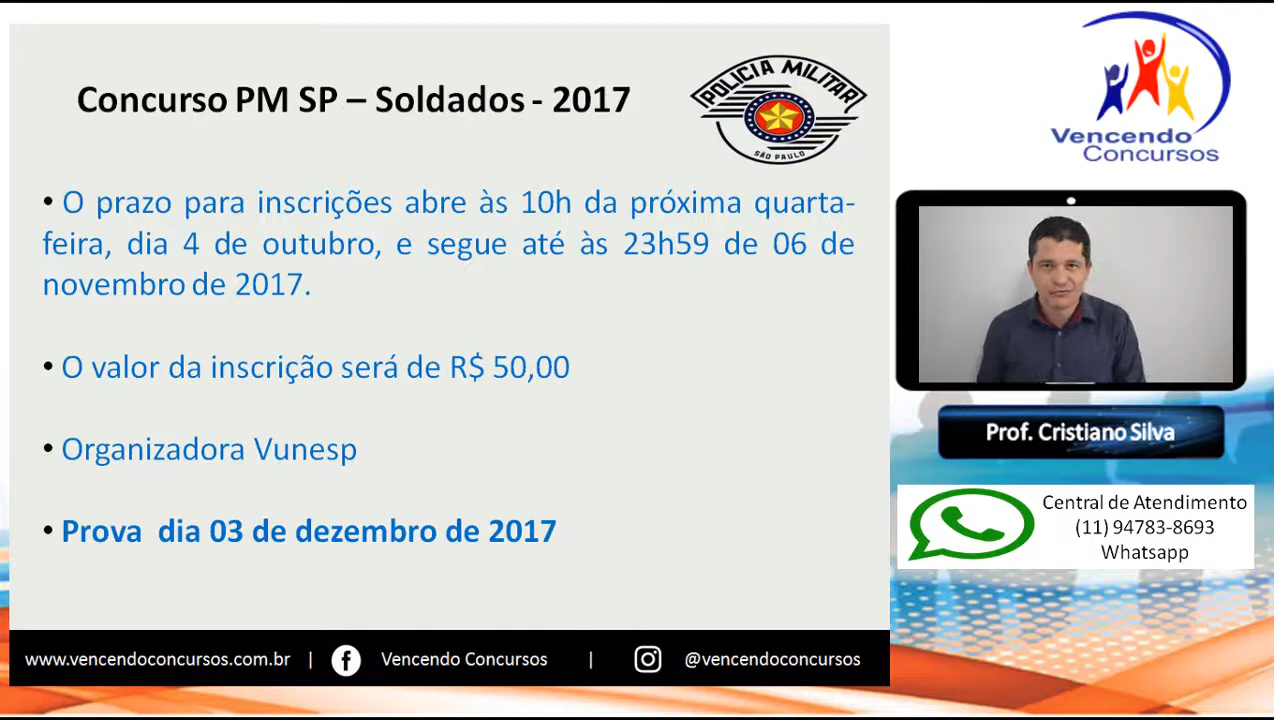 Concurso PM SP – Soldados - 2017
POLICIA MILITAR
SÃO PAULO
Vencendo
Concursos
• O prazo para inscrições abre às 10h da próxima quarta-
feira, dia 4 de outubro, e segue até às 23h59 de 06 de
novembro de 2017.
• O valor da inscrição será de R$ 50,00
• Organizadora Vunesp
• Prova dia 03 de dezembro de 2017
Prof. Cristiano Silva
Central de Atendimento
(11) 94783-8693
Whatsapp
www.vencendoconcursos.com.br | Vencendo Concursos | @vencendoconcursos